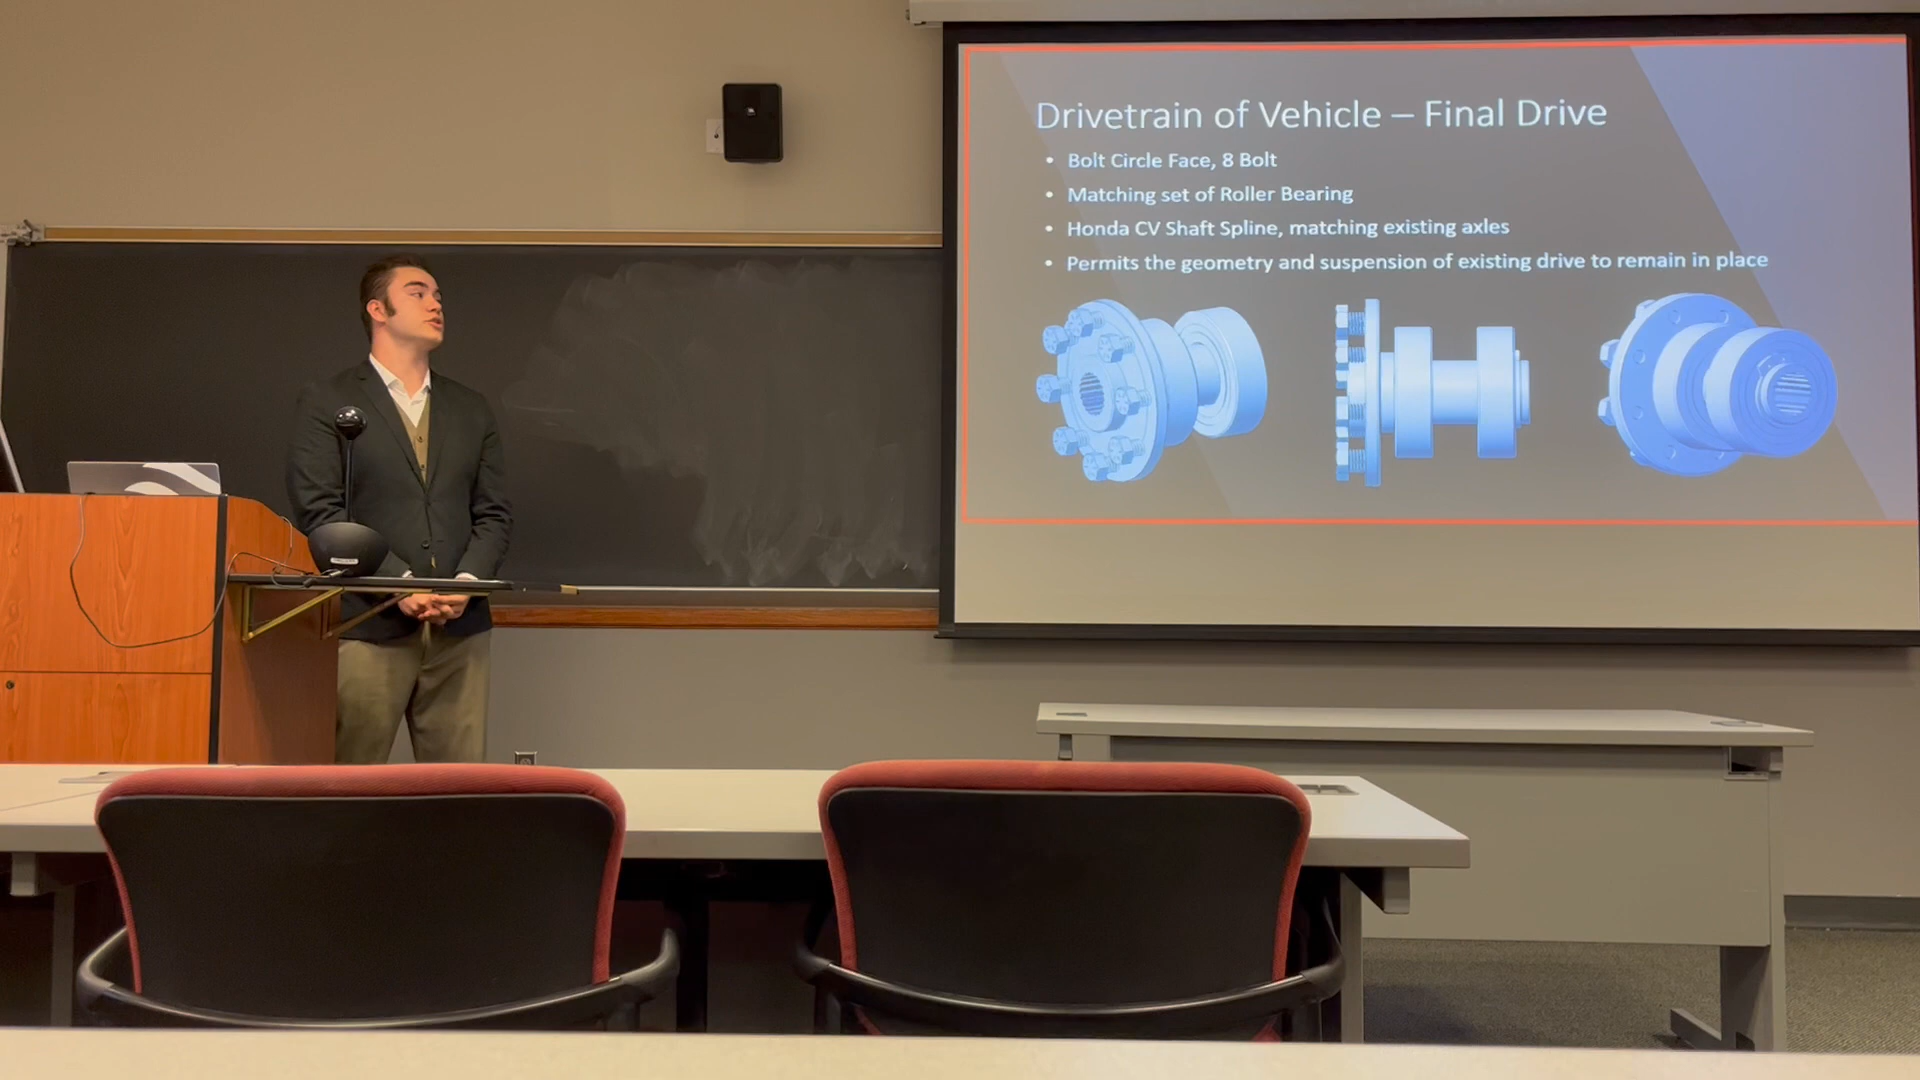 Drivetrain of Vehicle – Final Drive
• Bolt Circle Face, 8 Bolt
• Matching set of Roller Bearing
• Honda CV Shaft Spline, matching existing axles
• Permits the geometry and suspension of existing drive to remain in place